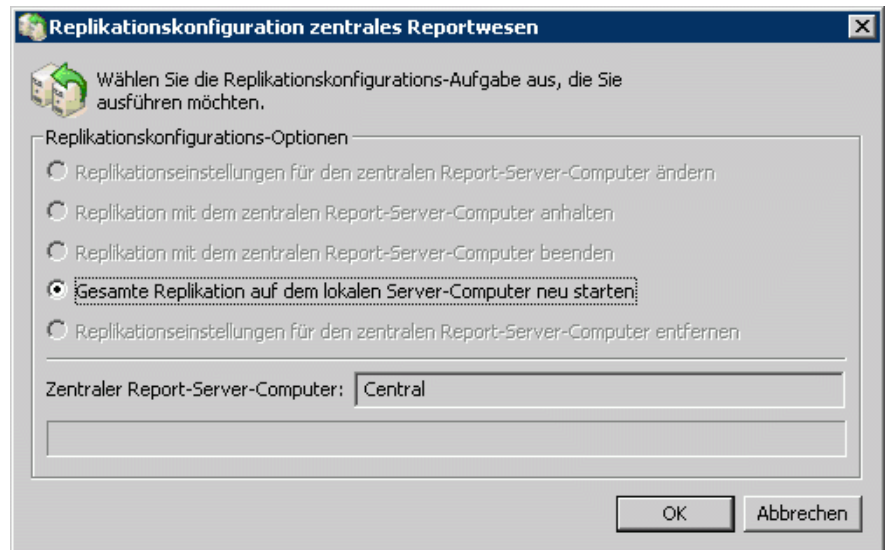 Replikationskonfiguration zentrales Reportwesen
Wählen Sie die Replikationskonfigurations-Aufgabe aus, die Sie
ausführen möchten.
Replikationskonfigurations-Optionen
Replikationseinstellungen für den zentralen Report-Server-Computer ändern
Replikation mit dem zentralen Report-Server-Computer anhalten
Replikation mit dem zentralen Report-Server-Computer beenden
Gesamte Replikation auf dem lokalen Server-Computer neu starten
Replikationseinstellungen für den zentralen Report-Server-Computer entfernen
Zentraler Report-Server-Computer: Central
OK Abbrechen